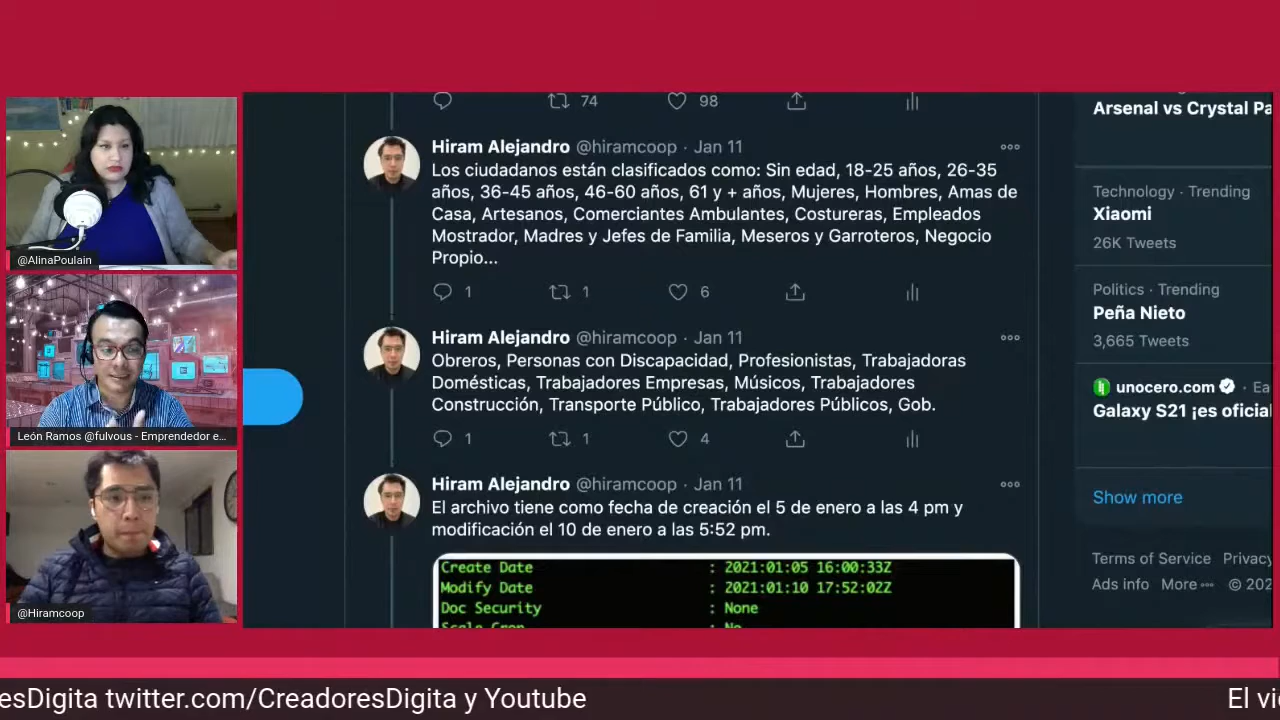 @AlinaPoulain
León Ramos @fulvous - Emprendedor e...
@Hiramcoop
74 98
Hiram Alejandro @hiramcoop · Jan 11
Los ciudadanos están clasificados como: Sin edad, 18-25 años, 26-35
años, 36-45 años, 46-60 años, 61 y + años, Mujeres, Hombres, Amas de
Casa, Artesanos, Comerciantes Ambulantes, Costureras, Empleados
Mostrador, Madres y Jefes de Familia, Meseros y Garroteros, Negocio
Propio...
1 1 6
Hiram Alejandro @hiramcoop · Jan 11
Obreros, Personas con Discapacidad, Profesionistas, Trabajadoras
Domésticas, Trabajadores Empresas, Músicos, Trabajadores
Construcción, Transporte Público, Trabajadores Públicos, Gob.
1 1 4
Hiram Alejandro @hiramcoop · Jan 11
El archivo tiene como fecha de creación el 5 de enero a las 4 pm y
modificación el 10 de enero a las 5:52 pm.
Create Date : 2021:01:05 16:00:33Z
Modify Date : 2021:01:10 17:52:02Z
Doc Security : None
Scale Crop : No
Arsenal vs Crystal Pa
Technology · Trending
Xiaomi
26K Tweets
Politics · Trending
Peña Nieto
3,665 Tweets
unocero.com · Ea
Galaxy S21 ¡es oficial
Show more
Terms of Service Privacy
Ads info More ··· © 202
esDigita twitter.com/CreadoresDigita y Youtube
El vi